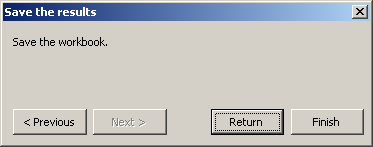 Save the results
Save the workbook.
< Previous
Next >
Return
Finish